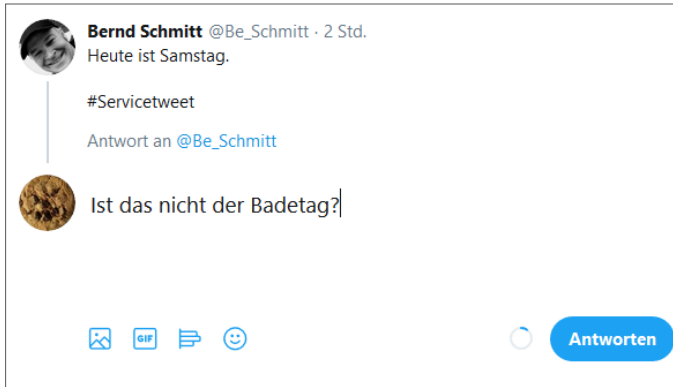 Bernd Schmitt @Be_Schmitt · 2 Std.
Heute ist Samstag.
#Servicetweet
Antwort an @Be_Schmitt
Ist das nicht der Badetag?
GIF
Antworten